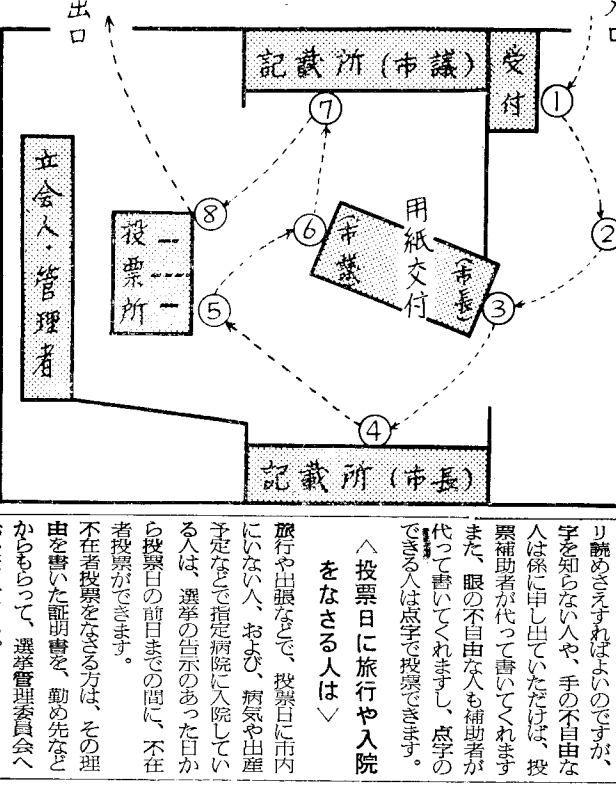 入口
出口
受付
①
②
③
④
⑤
⑥
⑦
⑧
記載所(市議)
用紙交付
(市長)
(市議)
投票所
立会人・管理者
記載所(市長)
リ読めさえすればよいのですが、
字を知らない人や、手の不自由な
人は係に申し出ていただけば、投
票補助者が代って書いてくれます
また、眼の不自由な人も補助者が
代って書いてくれますし、点字の
できる人は点字で投票できます。
〈投票日に旅行や入院
をなさる人は〉
旅行や出張などで、投票日に市内
にいない人、および、病気や出産
予定などで指定病院に入院してい
る人は、選挙の告示のあった日か
ら投票日の前日までの間に、不在
者投票ができます。
不在者投票をなさる方は、その理
由を書いた証明書を、勤め先など
からもらって、選挙管理委員会へ